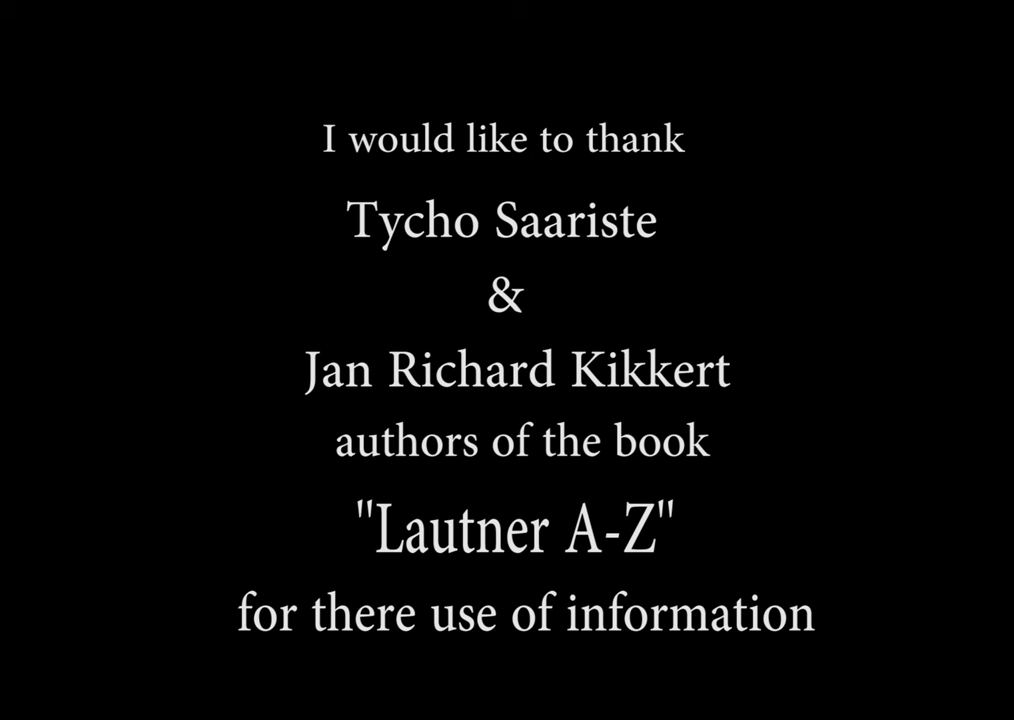 I would like to thank
Tycho Saariste
&
Jan Richard Kikkert
authors of the book
"Lautner A-Z"
for there use of information